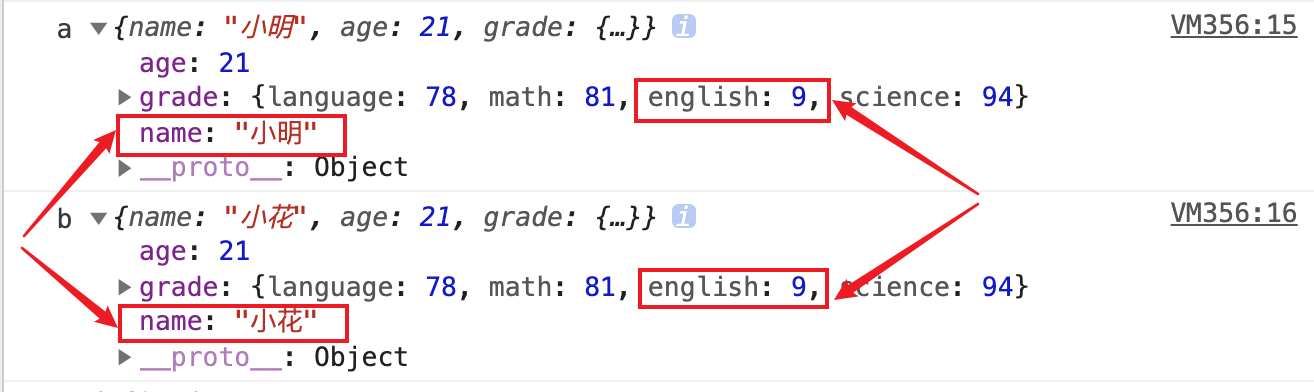 a ▼{name: "小明", age: 21, grade: {…}} i VM356:15
age: 21
▶grade: {language: 78, math: 81, english: 9, science: 94}
name: "小明"
▶__proto__: Object
b ▼{name: "小花", age: 21, grade: {…}} i VM356:16
age: 21
▶grade: {language: 78, math: 81, english: 9, science: 94}
name: "小花"
▶__proto__: Object